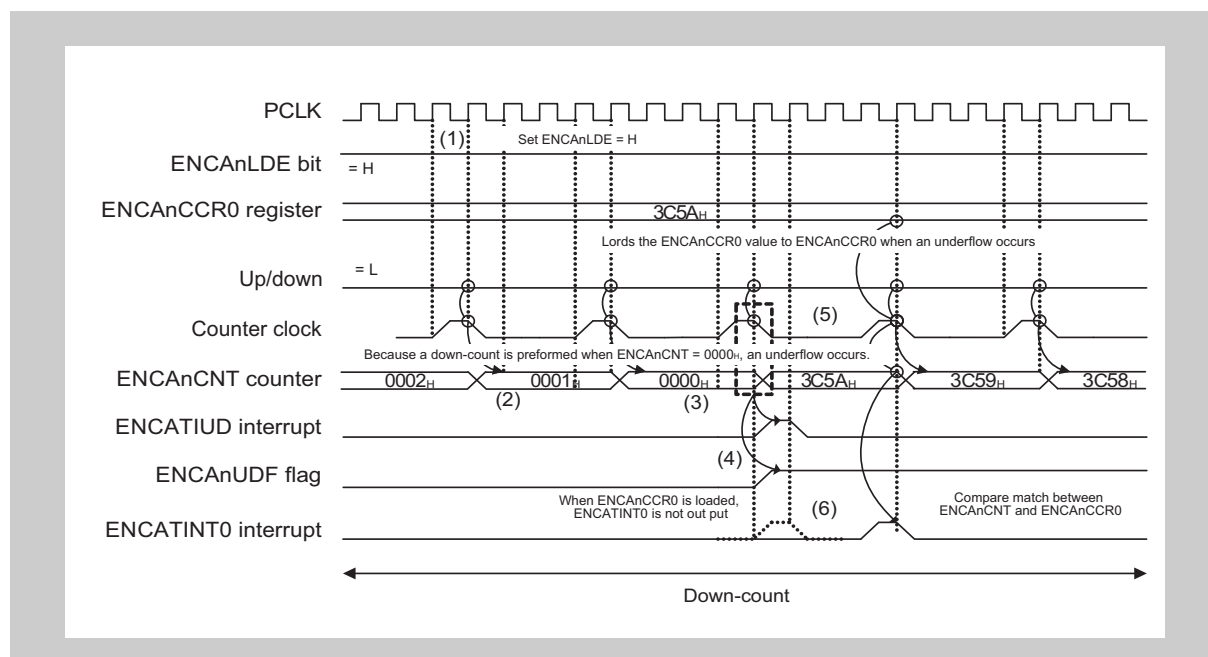 PCLK
(1)
Set ENCAnLDE = H
ENCAnLDE bit
= H
ENCAnCCR0 register
3C5AH
Lords the ENCAnCCR0 value to ENCAnCCR0 when an underflow occurs
Up/down
= L
Counter clock
(5)
Because a down-count is preformed when ENCAnCNT = 0000H, an underflow occurs.
ENCAnCNT counter
0002H
0001H
0000H
3C5AH
3C59H
3C58H
(2)
(3)
ENCATIUD interrupt
(4)
ENCAnUDF flag
When ENCAnCCR0 is loaded,
ENCATINT0 is not out put
(6)
Compare match between
ENCAnCNT and ENCAnCCR0
ENCATINT0 interrupt
Down-count